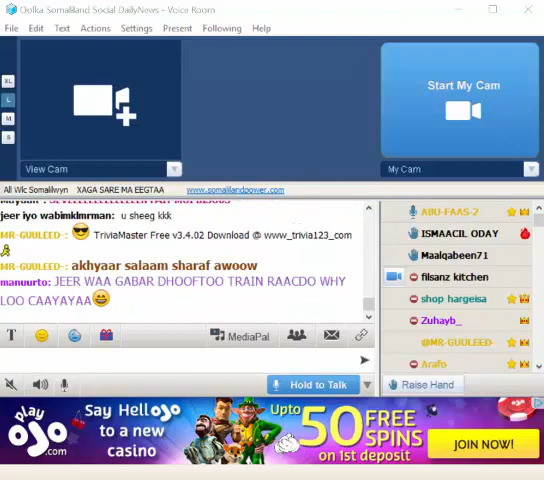 Oolka Somaliland Social DailyNews - Voice Room
File Edit Text Actions Settings Present Following Help
XL
L
M
S
Start My Cam
View Cam
My Cam
All Wlc Somalilwyn XAGA SARE MA EEGTAA www.somalilandpower.com
jeer iyo wabimklmrman: u sheeg kkk
MR-GUULEED-: TriviaMaster Free v3.4.02 Download @ www_trivia123_com
MR-GUULEED-: akhyaar salaam sharaf awoow
manuurto: JEER WAA GABAR DHOOFTOO TRAIN RAACDO WHY
LOO CAAYAYAA
ABU-FAAS-2
ISMAACIIL ODAY
Maalqabeen71
filsanz kitchen
shop hargeisa
Zuhayb_
@MR-GUULEED-
Arafo
T
MediaPal
Hold to Talk
Raise Hand
Play
OJO
.com
Say Hello
to a new
casino
Upto
50 FREE
SPINS
on 1st deposit
JOIN NOW!